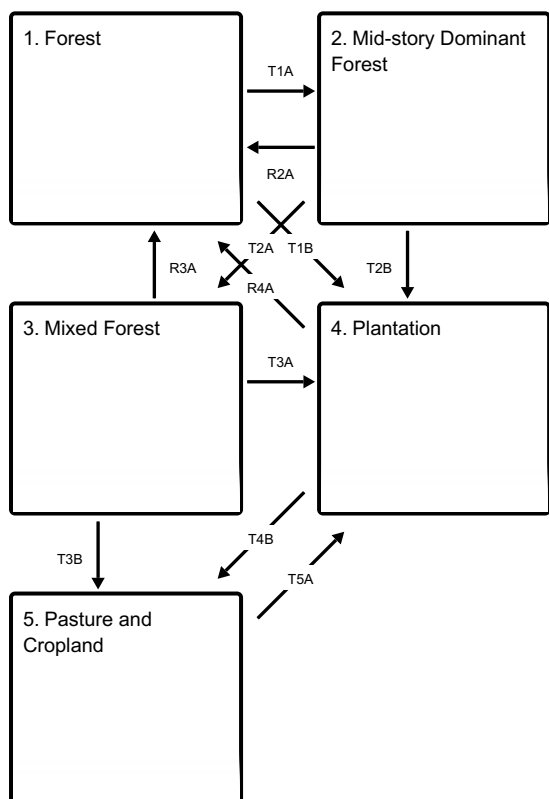 1. Forest
2. Mid-story Dominant
Forest
T1A
R2A
T2A
T1B
T2B
R3A
R4A
3. Mixed Forest
4. Plantation
T3A
T3B
T4B
T5A
5. Pasture and
Cropland